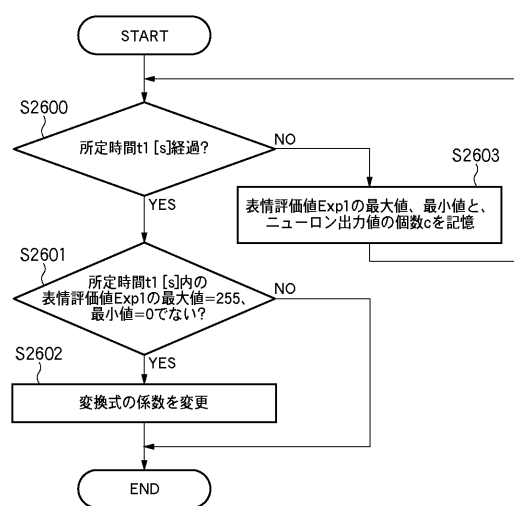 START
S2600
所定時間t1 [s]経過?
NO
YES
S2603
表情評価値Exp1の最大値、最小値と、
ニューロン出力値の個数cを記憶
S2601
所定時間t1 [s]内の
表情評価値Exp1の最大値=255、
最小値=0でない?
NO
YES
S2602
変換式の係数を変更
END